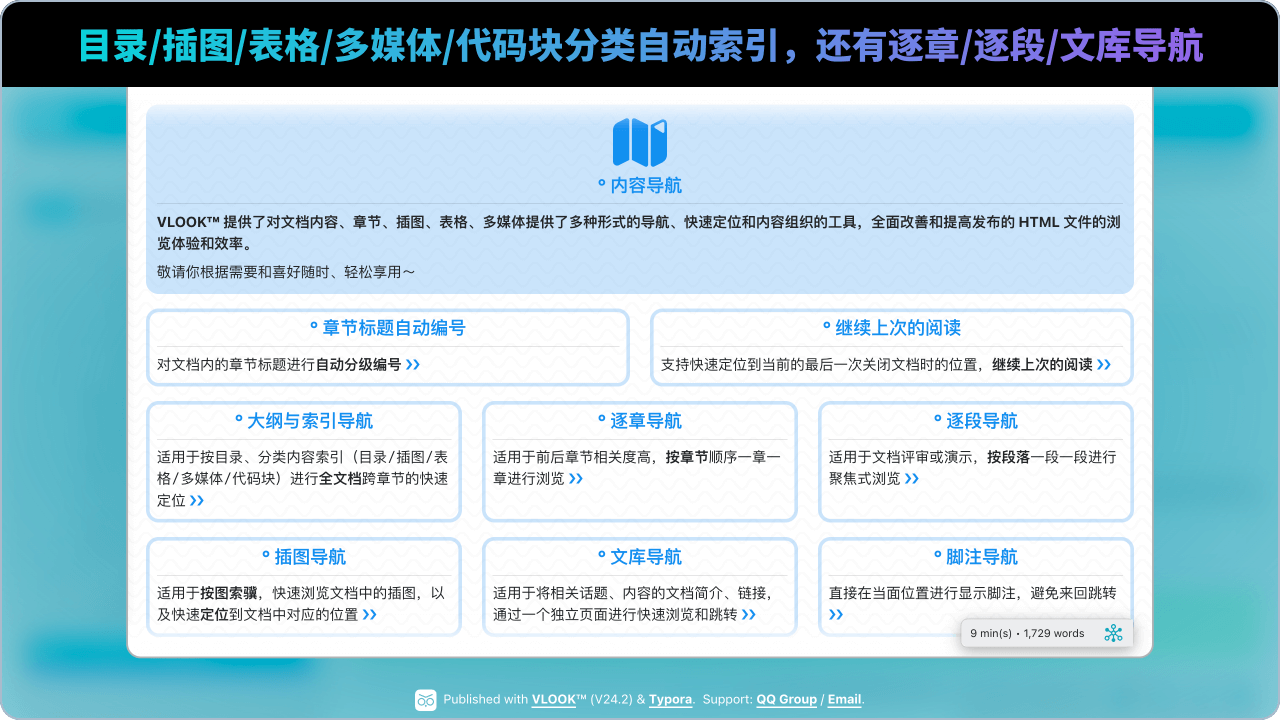 目录/插图/表格/多媒体/代码块分类自动索引，还有逐章/逐段/文库导航
° 内容导航
VLOOK™ 提供了对文档内容、章节、插图、表格、多媒体提供了多种形式的导航、快速定位和内容组织的工具，全面改善和提高发布的 HTML 文件的浏
览体验和效率。
敬请你根据需要和喜好随时、轻松享用～
° 章节标题自动编号
对文档内的章节标题进行自动分级编号 ❯❯
° 继续上次的阅读
支持快速定位到当前的最后一次关闭文档时的位置，继续上次的阅读 ❯❯
° 大纲与索引导航
适用于按目录、分类内容索引（目录/插图/表
格/多媒体/代码块）进行全文档跨章节的快速
定位 ❯❯
° 逐章导航
适用于前后章节相关度高，按章节顺序一章一
章进行浏览 ❯❯
° 逐段导航
适用于文档评审或演示，按段落一段一段进行
聚焦式浏览 ❯❯
° 插图导航
适用于按图索骥，快速浏览文档中的插图，以
及快速定位到文档中对应的位置 ❯❯
° 文库导航
适用于将相关话题、内容的文档简介、链接，
通过一个独立页面进行快速浏览和跳转 ❯❯
° 脚注导航
直接在当面位置进行显示脚注，避免来回跳转
❯❯
9 min(s) • 1,729 words
Published with VLOOK™ (V24.2) & Typora. Support: QQ Group / Email.